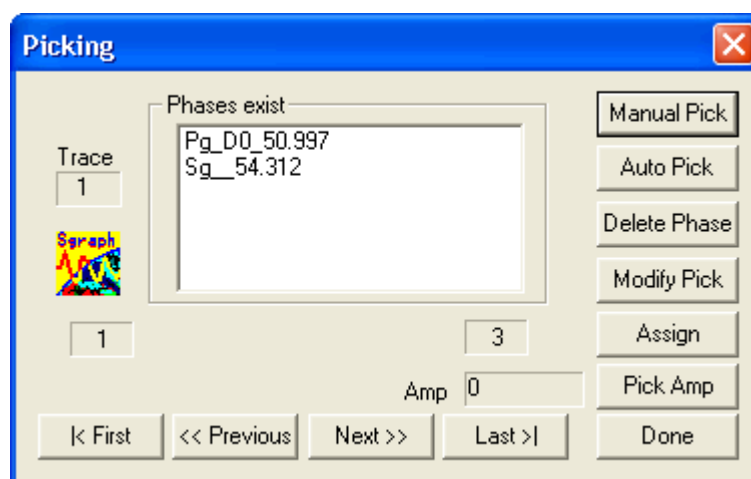 Picking
Phases exist
Pg_D0_50.997
Sg__54.312
Trace
1
Sgraph
1
3
Amp 0
Manual Pick
Auto Pick
Delete Phase
Modify Pick
Assign
Pick Amp
|< First
<< Previous
Next >>
Last >|
Done